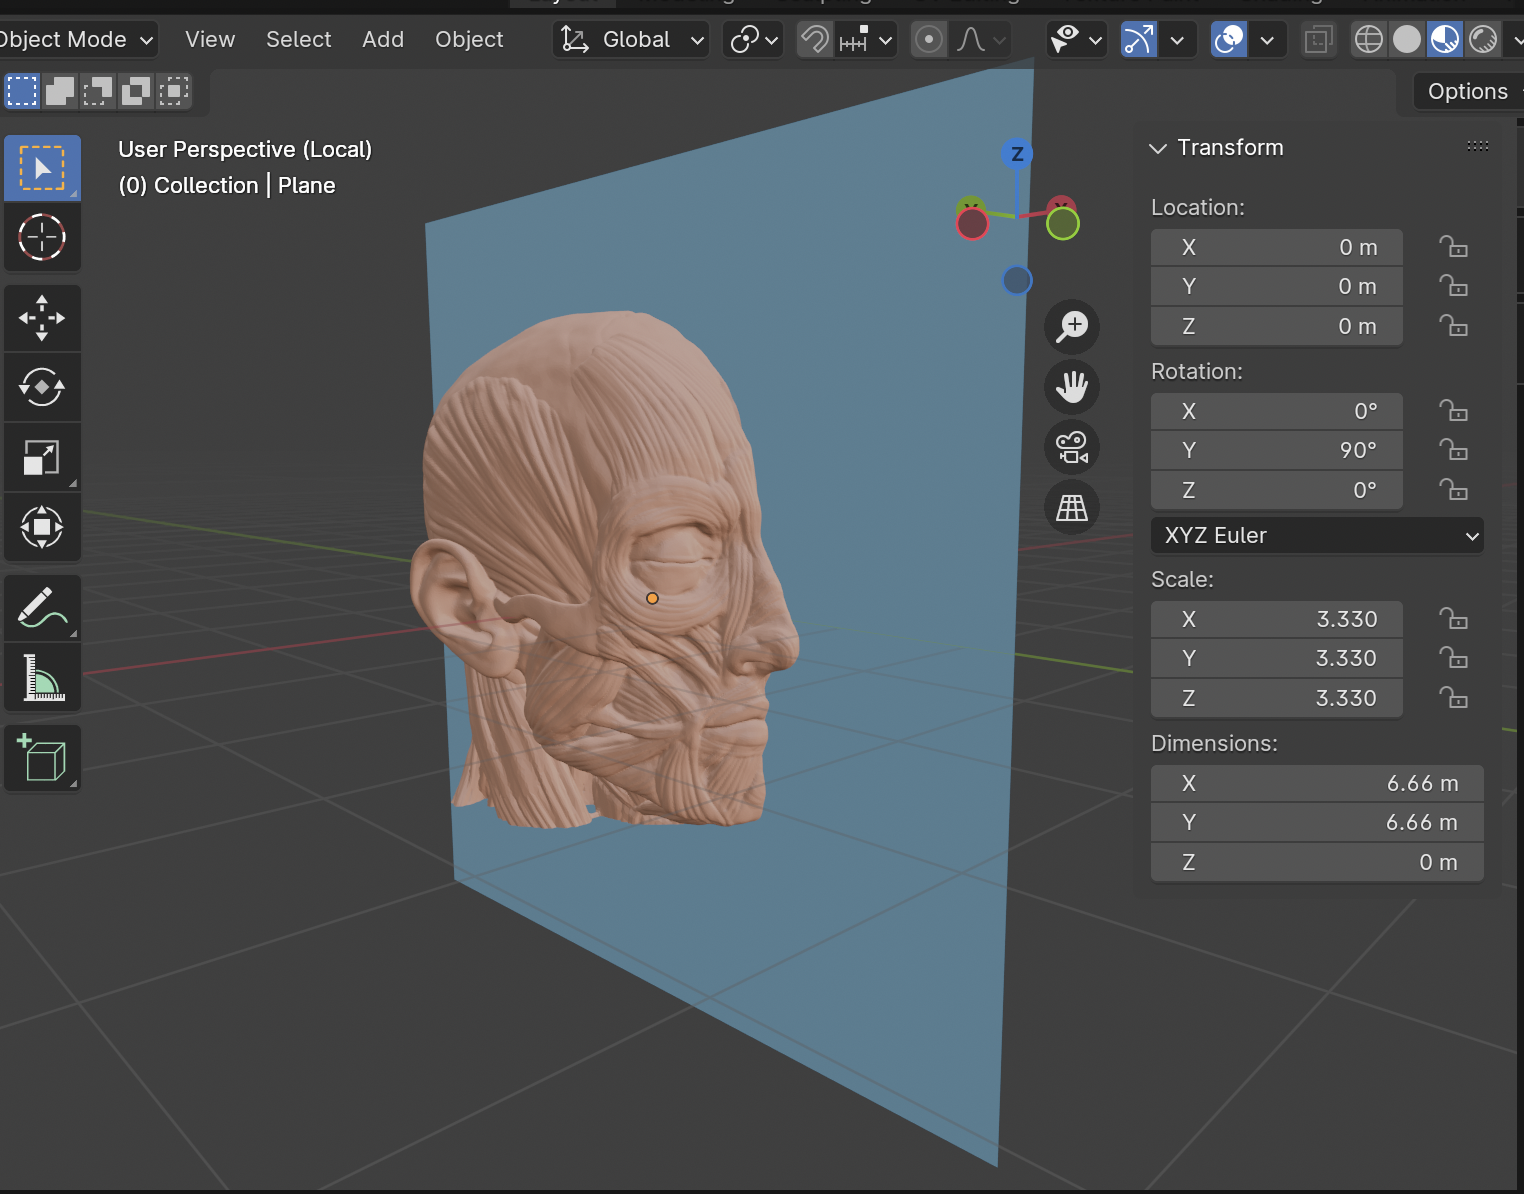 Object Mode
View
Select
Add
Object
Global
Options
User Perspective (Local)
(0) Collection | Plane
Z
Transform
Location:
X 0 m
Y 0 m
Z 0 m
Rotation:
X 0°
Y 90°
Z 0°
XYZ Euler
Scale:
X 3.330
Y 3.330
Z 3.330
Dimensions:
X 6.66 m
Y 6.66 m
Z 0 m